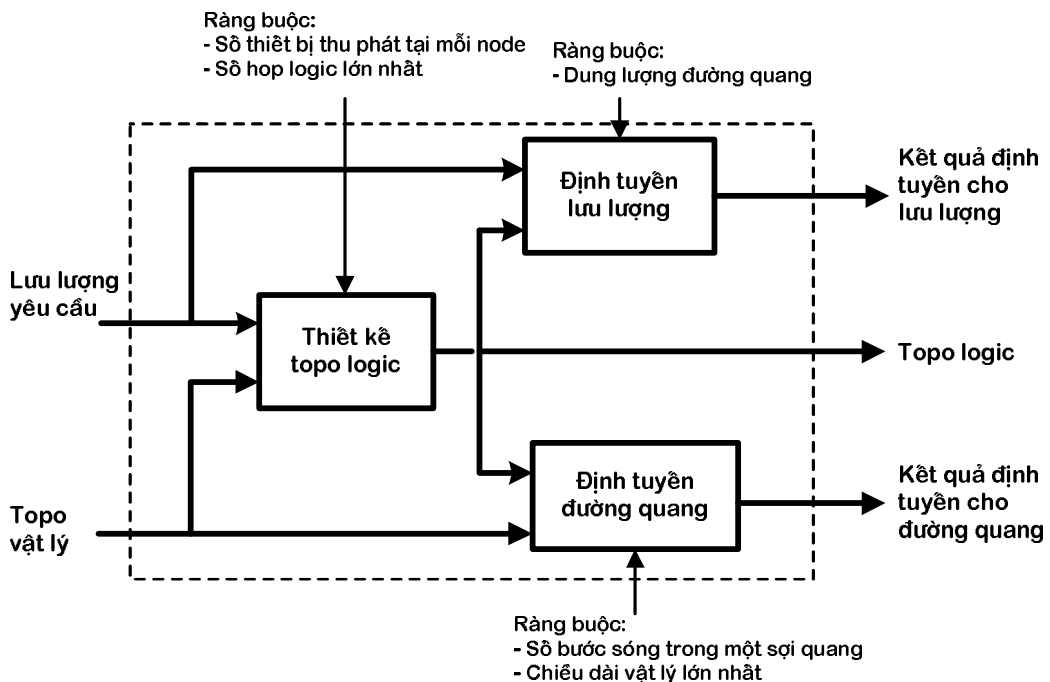 Ràng buộc:
- Số thiết bị thu phát tại mỗi node
- Số hop logic lớn nhất
Ràng buộc:
- Dung lượng đường quang
Định tuyến
lưu lượng
Kết quả định
tuyến cho
lưu lượng
Lưu lượng
yêu cầu
Thiết kế
topo logic
Topo logic
Định tuyến
đường quang
Kết quả định
tuyến cho
đường quang
Topo
vật lý
Ràng buộc:
- Số bước sóng trong một sợi quang
- Chiều dài vật lý lớn nhất